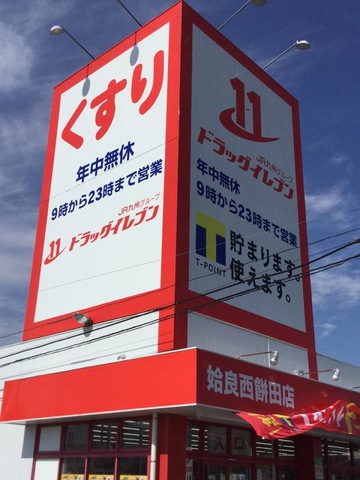 くすり
年中無休
9時から23時まで営業
JR九州グループ
11 ドラッグイレブン
11
JR九州グループ
ドラッグイレブン
年中無休
9時から23時まで営業
T
T-POINT
貯まります。
使えます。
姶良西餅田店
入口